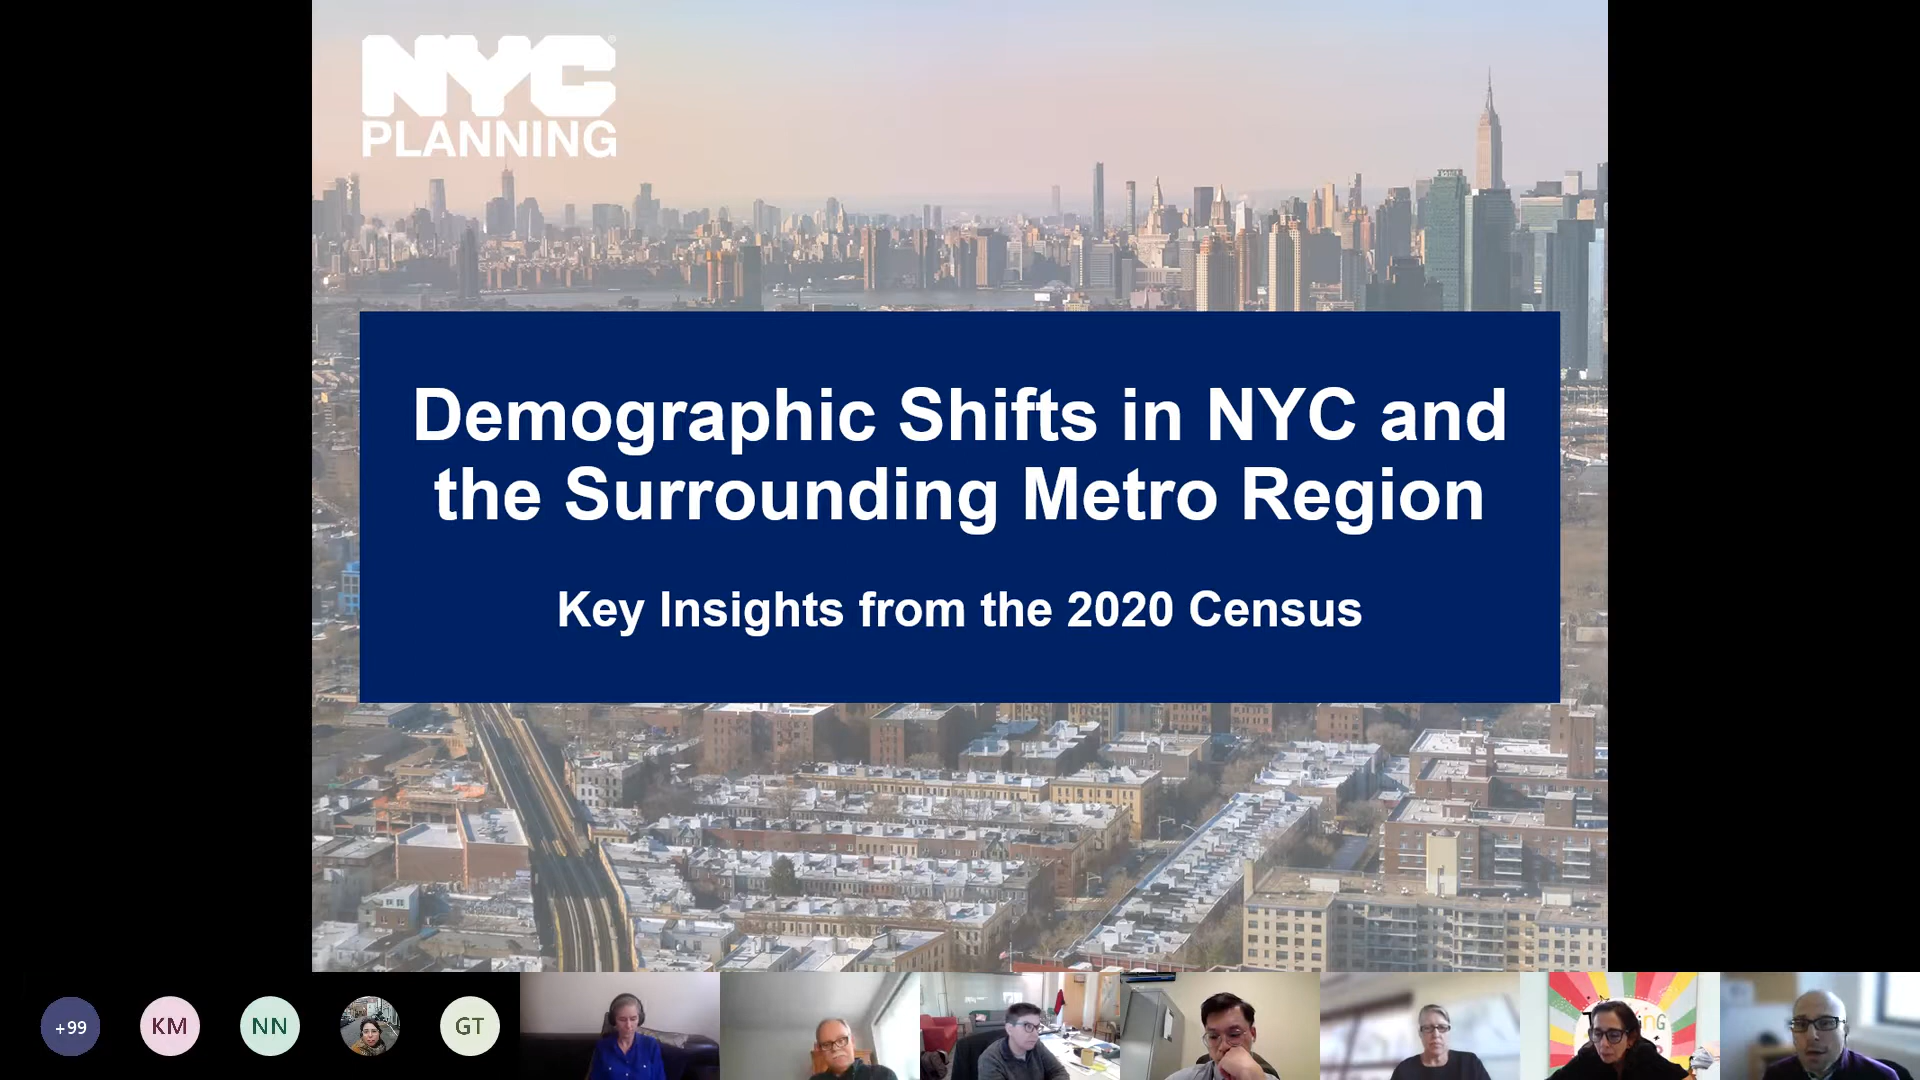 NYC
PLANNING
Demographic Shifts in NYC and
the Surrounding Metro Region
Key Insights from the 2020 Census
+99
KM
NN
GT